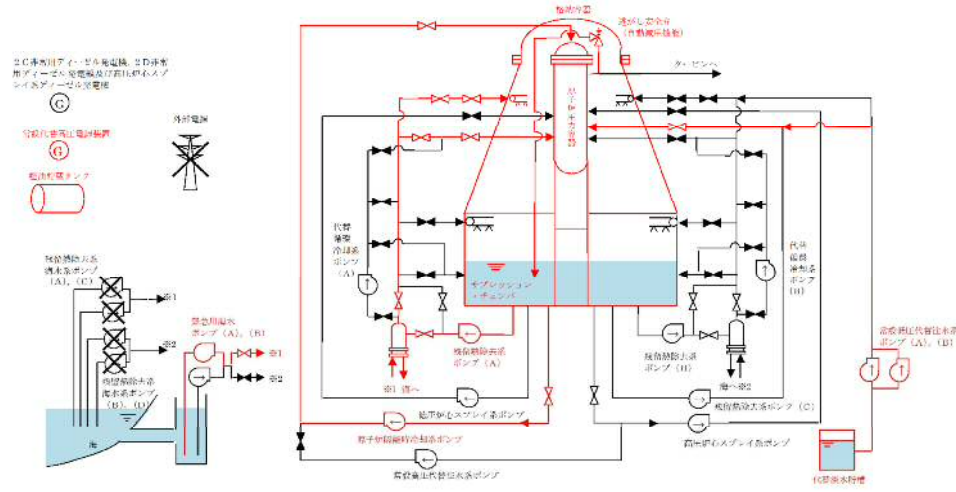 格納容器
逃がし安全弁
（自動減圧機能）
2C非常用ディーゼル発電機，2D非常
用ディーゼル発電機及び高圧炉心スプ
レイ系ディーゼル発電機
G
タービンへ
外部電源
常設代替高圧電源装置
G
軽油貯蔵タンク
原子炉圧力容器
代替
循環
冷却系
ポンプ
（A）
代替
循環
冷却系
ポンプ
（B）
サプレッション
・チェンバ
残留熱除去系
海水系ポンプ
（A），（C）
※1
緊急用海水
ポンプ（A），（B）
※1
※2
※2
残留熱除去系
海水系ポンプ
（B），（D）
海
残留熱除去系
ポンプ（A）
残留熱除去系
ポンプ（B）
※1 海へ
海へ※2
常設低圧代替注水系
ポンプ（A），（B）
残留熱除去系ポンプ（C）
低圧炉心スプレイ系ポンプ
原子炉隔離時冷却系ポンプ
高圧炉心スプレイ系ポンプ
常設高圧代替注水系ポンプ
代替淡水貯槽